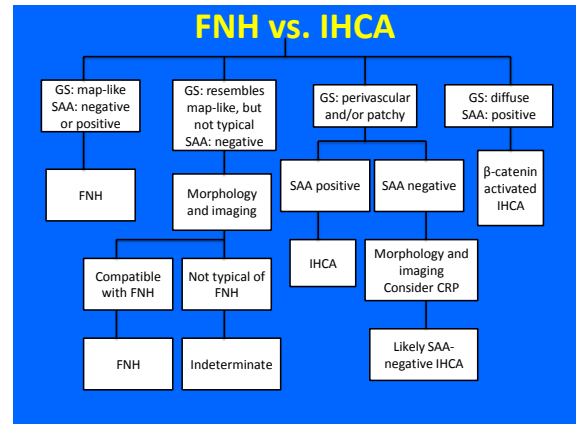 FNH vs. IHCA
GS: map-like
SAA: negative
or positive
GS: resembles
map-like, but
not typical
SAA: negative
GS: perivascular
and/or patchy
GS: diffuse
SAA: positive
FNH
Morphology
and imaging
SAA positive
SAA negative
β-catenin
activated
IHCA
Compatible
with FNH
Not typical of
FNH
IHCA
Morphology and
imaging
Consider CRP
FNH
Indeterminate
Likely SAA-
negative IHCA